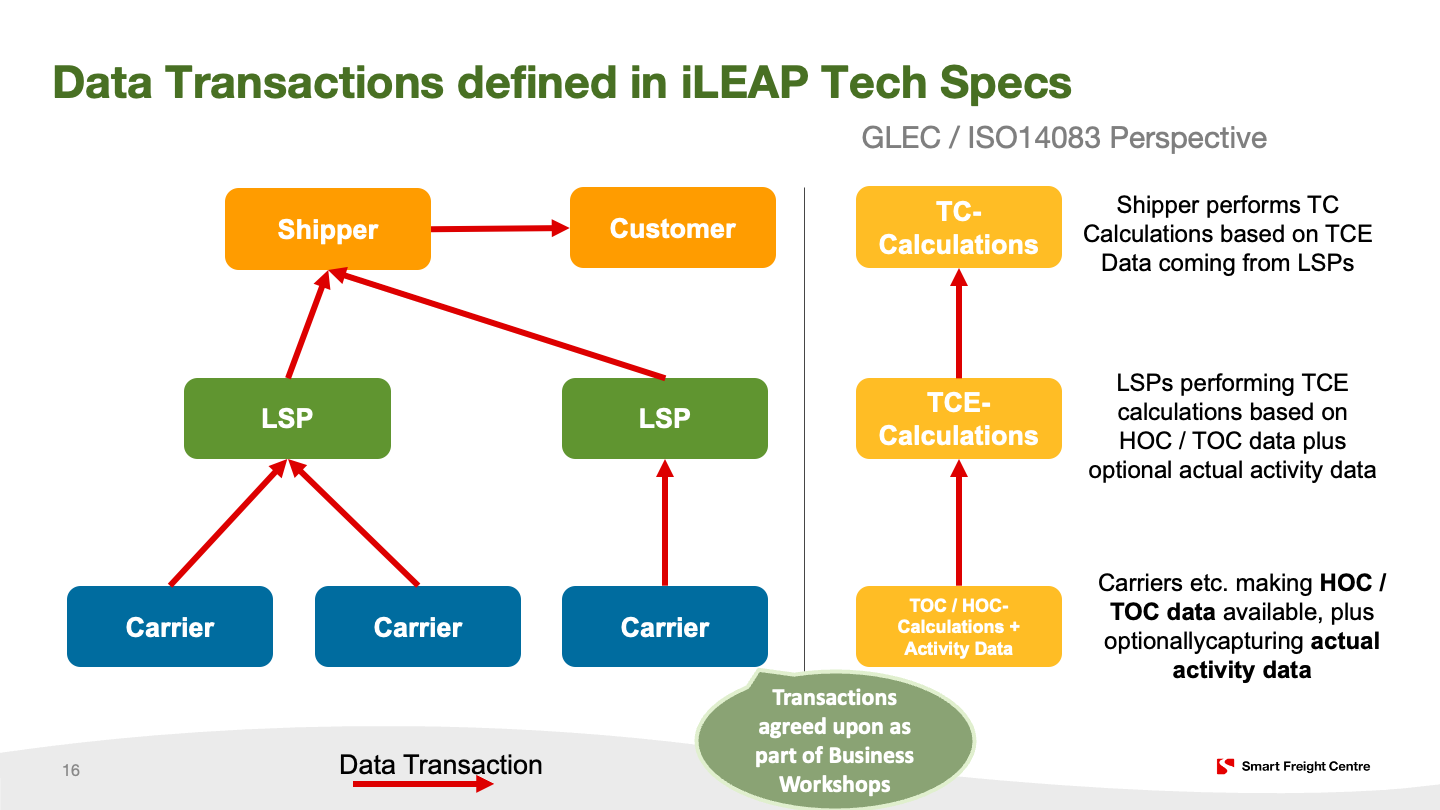 Data Transactions defined in iLEAP Tech Specs
GLEC / ISO14083 Perspective
Shipper
Customer
TC-
Calculations
Shipper performs TC
Calculations based on TCE
Data coming from LSPs
LSP
LSP
TCE-
Calculations
LSPs performing TCE
calculations based on
HOC / TOC data plus
optional actual activity data
Carrier
Carrier
Carrier
TOC / HOC-
Calculations +
Activity Data
Carriers etc. making HOC /
TOC data available, plus
optionallycapturing actual
activity data
Transactions
agreed upon as
part of Business
Workshops
16
Data Transaction
Smart Freight Centre